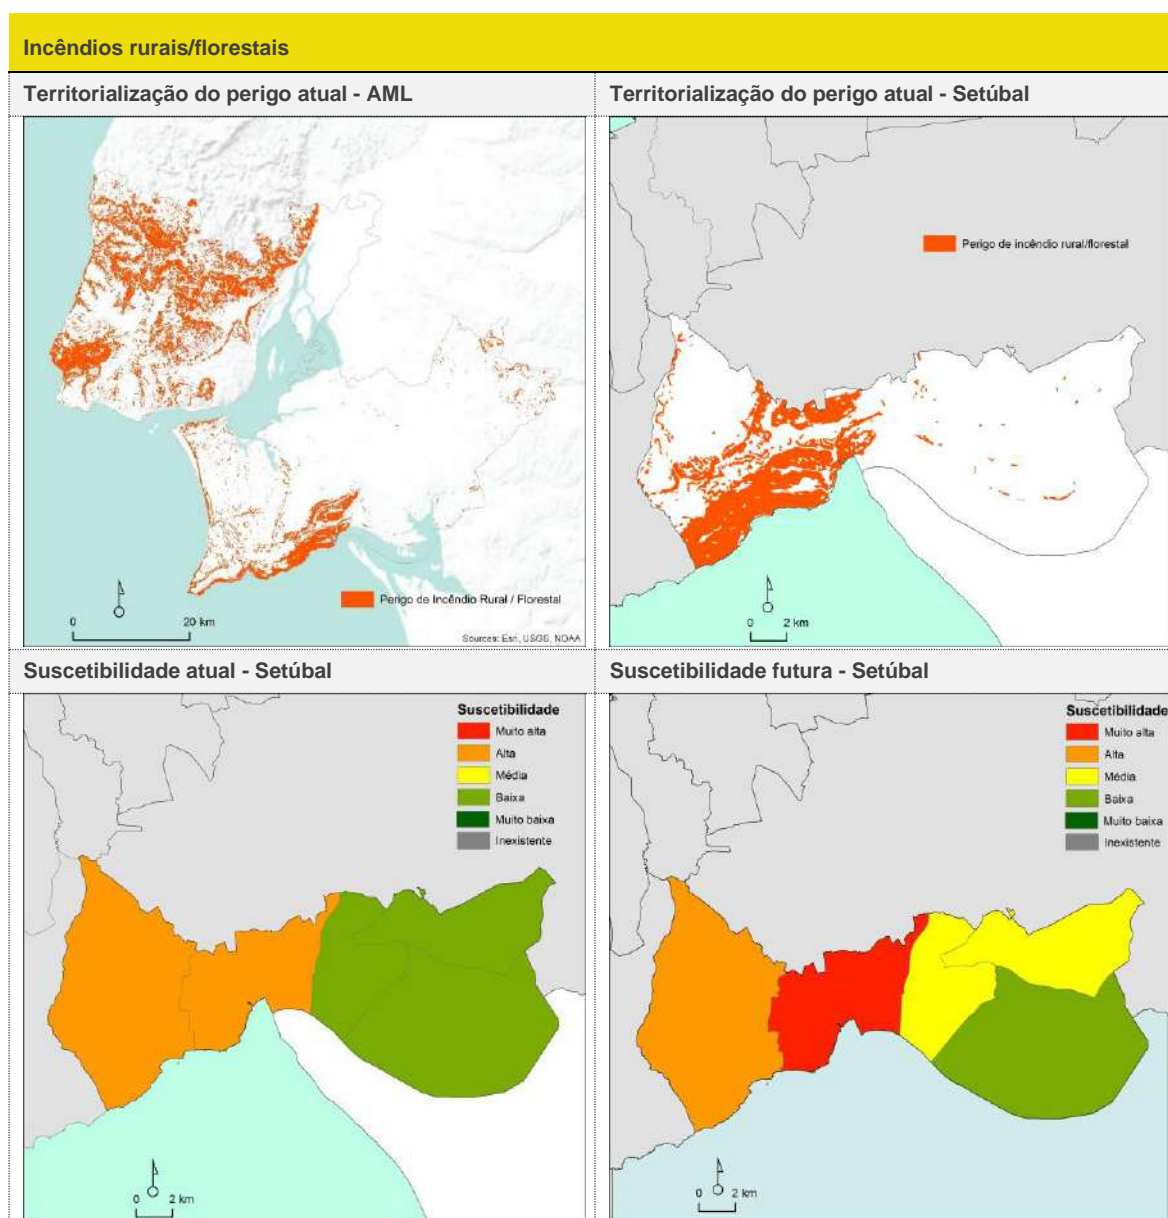 Incêndios rurais/florestais
Territorialização do perigo atual - AML
Territorialização do perigo atual - Setúbal
Perigo de Incêndio Rural / Florestal
0 20 km
Sources: Esri, USGS, NOAA
Perigo de incêndio rural/florestal
0 2 km
Suscetibilidade atual - Setúbal
Suscetibilidade futura - Setúbal
Suscetibilidade
Muito alta
Alta
Média
Baixa
Muito baixa
Inexistente
0 2 km
Suscetibilidade
Muito alta
Alta
Média
Baixa
Muito baixa
Inexistente
0 2 km